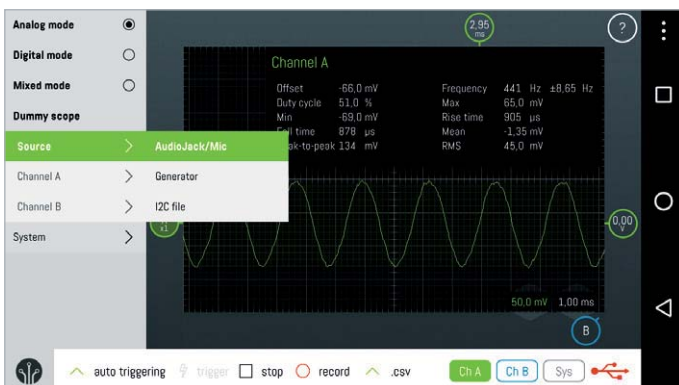 Analog mode
Digital mode
Mixed mode
Dummy scope
Source
Channel A
Channel B
System
AudioJack/Mic
Generator
I2C file
2,95
ms
?
Channel A
Offset -66,0 mV Frequency 441 Hz ±8,65 Hz
Duty cycle 51,0 % Max 65,0 mV
Min -69,0 mV Rise time 905 µs
time 878 µs Mean -1,35 mV
-to-peak 134 mV RMS 45,0 mV
x1
0,00
V
50,0 mV 1,00 ms
B
auto triggering trigger stop record .csv Ch A Ch B Sys